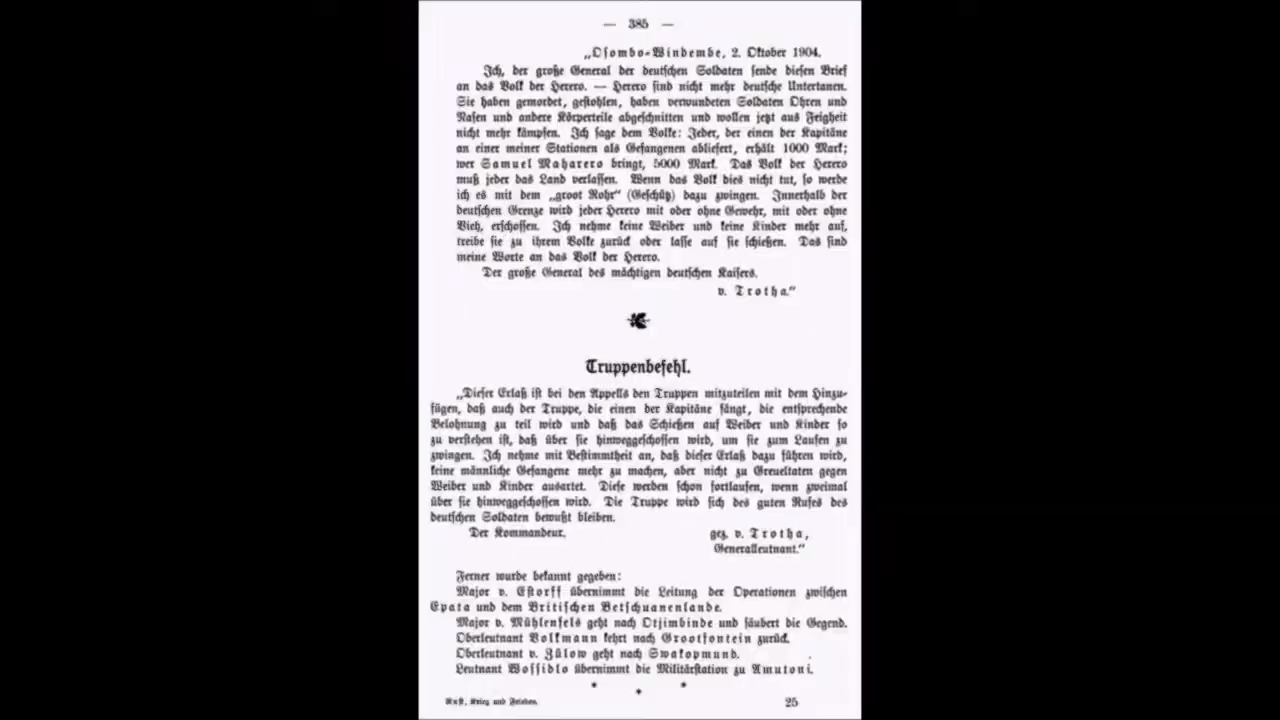 — 385 —
„Osombo-Windembe, 2. Oktober 1904.
Ich, der große General der deutschen Soldaten sende diesen Brief
an das Volk der Herero. — Herero sind nicht mehr deutsche Untertanen.
Sie haben gemordet, gestohlen, haben verwundeten Soldaten Ohren und
Nasen und andere Körperteile abgeschnitten und wollen jetzt aus Feigheit
nicht mehr kämpfen. Ich sage dem Volke: Jeder, der einen der Kapitäne
an einer meiner Stationen als Gefangenen abliefert, erhält 1000 Mark;
wer Samuel Maharero bringt, 5000 Mark. Das Volk der Herero
muß jeder das Land verlassen. Wenn das Volk dies nicht tut, so werde
ich es mit dem „groot Rohr“ (Geschütz) dazu zwingen. Innerhalb der
deutschen Grenze wird jeder Herero mit oder ohne Gewehr, mit oder ohne
Vieh, erschossen. Ich nehme keine Weiber und keine Kinder mehr auf,
treibe sie zu ihrem Volke zurück oder lasse auf sie schießen. Das sind
meine Worte an das Volk der Herero.
Der große General des mächtigen deutschen Kaisers.
v. Trotha.“
Truppenbefehl.
„Dieser Erlaß ist bei den Appells den Truppen mitzuteilen mit dem Hinzu-
fügen, daß auch der Truppe, die einen der Kapitäne fängt, die entsprechende
Belohnung zu teil wird und daß das Schießen auf Weiber und Kinder so
zu verstehen ist, daß über sie hinweggeschossen wird, um sie zum Laufen zu
zwingen. Ich nehme mit Bestimmtheit an, daß dieser Erlaß dazu führen wird,
keine männliche Gefangene mehr zu machen, aber nicht zu Greueltaten gegen
Weiber und Kinder ausartet. Diese werden schon fortlaufen, wenn zweimal
über sie hinweggeschossen wird. Die Truppe wird sich des guten Rufes des
deutschen Soldaten bewußt bleiben.
Der Kommandeur. gez. v. Trotha,
Generalleutnant.“
Ferner wurde bekannt gegeben:
Major v. Estorff übernimmt die Leitung der Operationen zwischen
Epata und dem Britischen Betschuanenlande.
Major v. Mühlenfels geht nach Otjimbinde und säubert die Gegend.
Oberleutnant Volkmann kehrt nach Grootfontein zurück.
Oberleutnant v. Zülow geht nach Swakopmund.
Leutnant Wossidlo übernimmt die Militärstation zu Amutoni.
* * *
Rust, Krieg und Frieden. 25